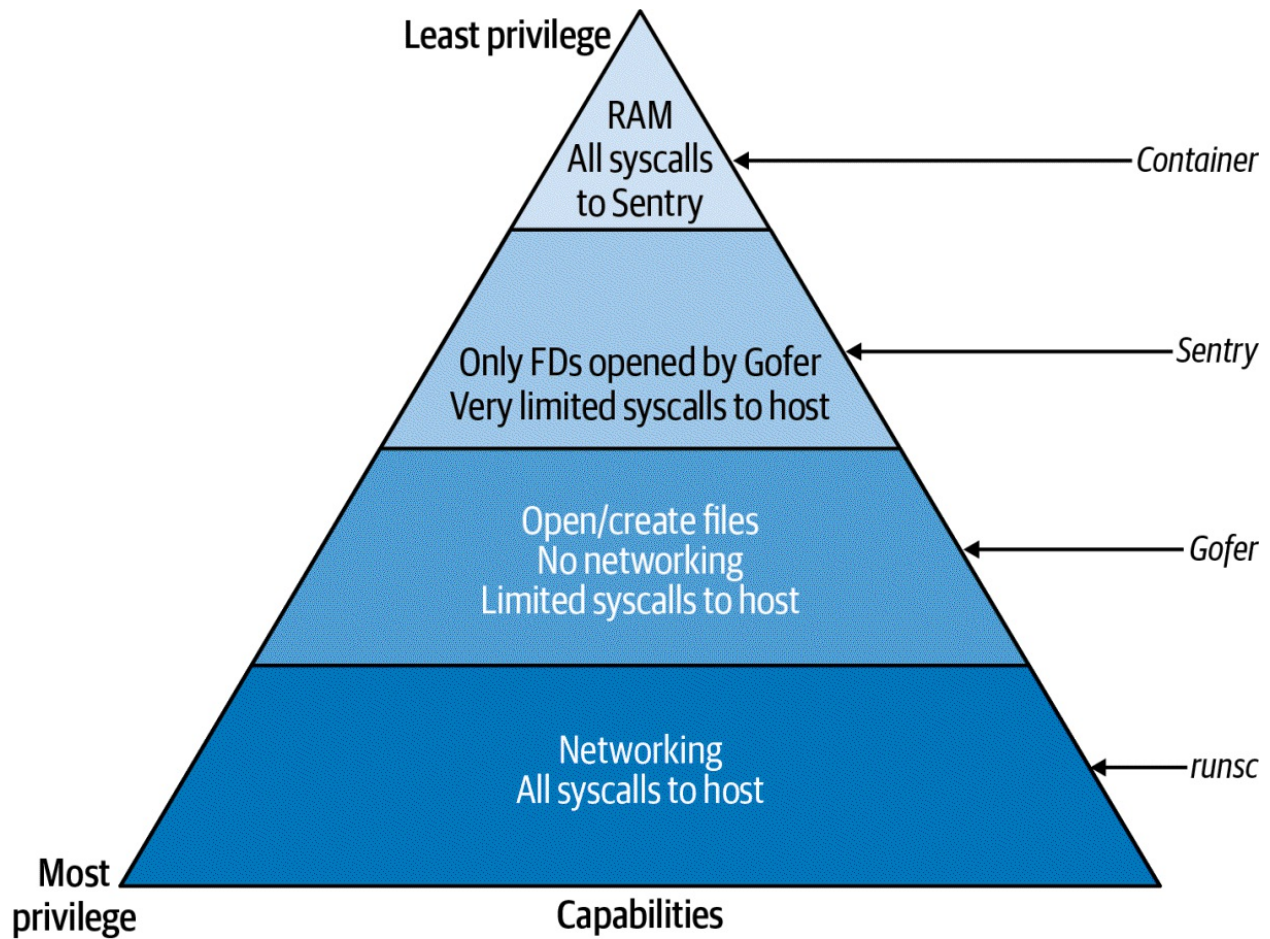 Least privilege
RAM
All syscalls
to Sentry
Container
Only FDs opened by Gofer
Very limited syscalls to host
Sentry
Open/create files
No networking
Limited syscalls to host
Gofer
Networking
All syscalls to host
runsc
Most
privilege
Capabilities